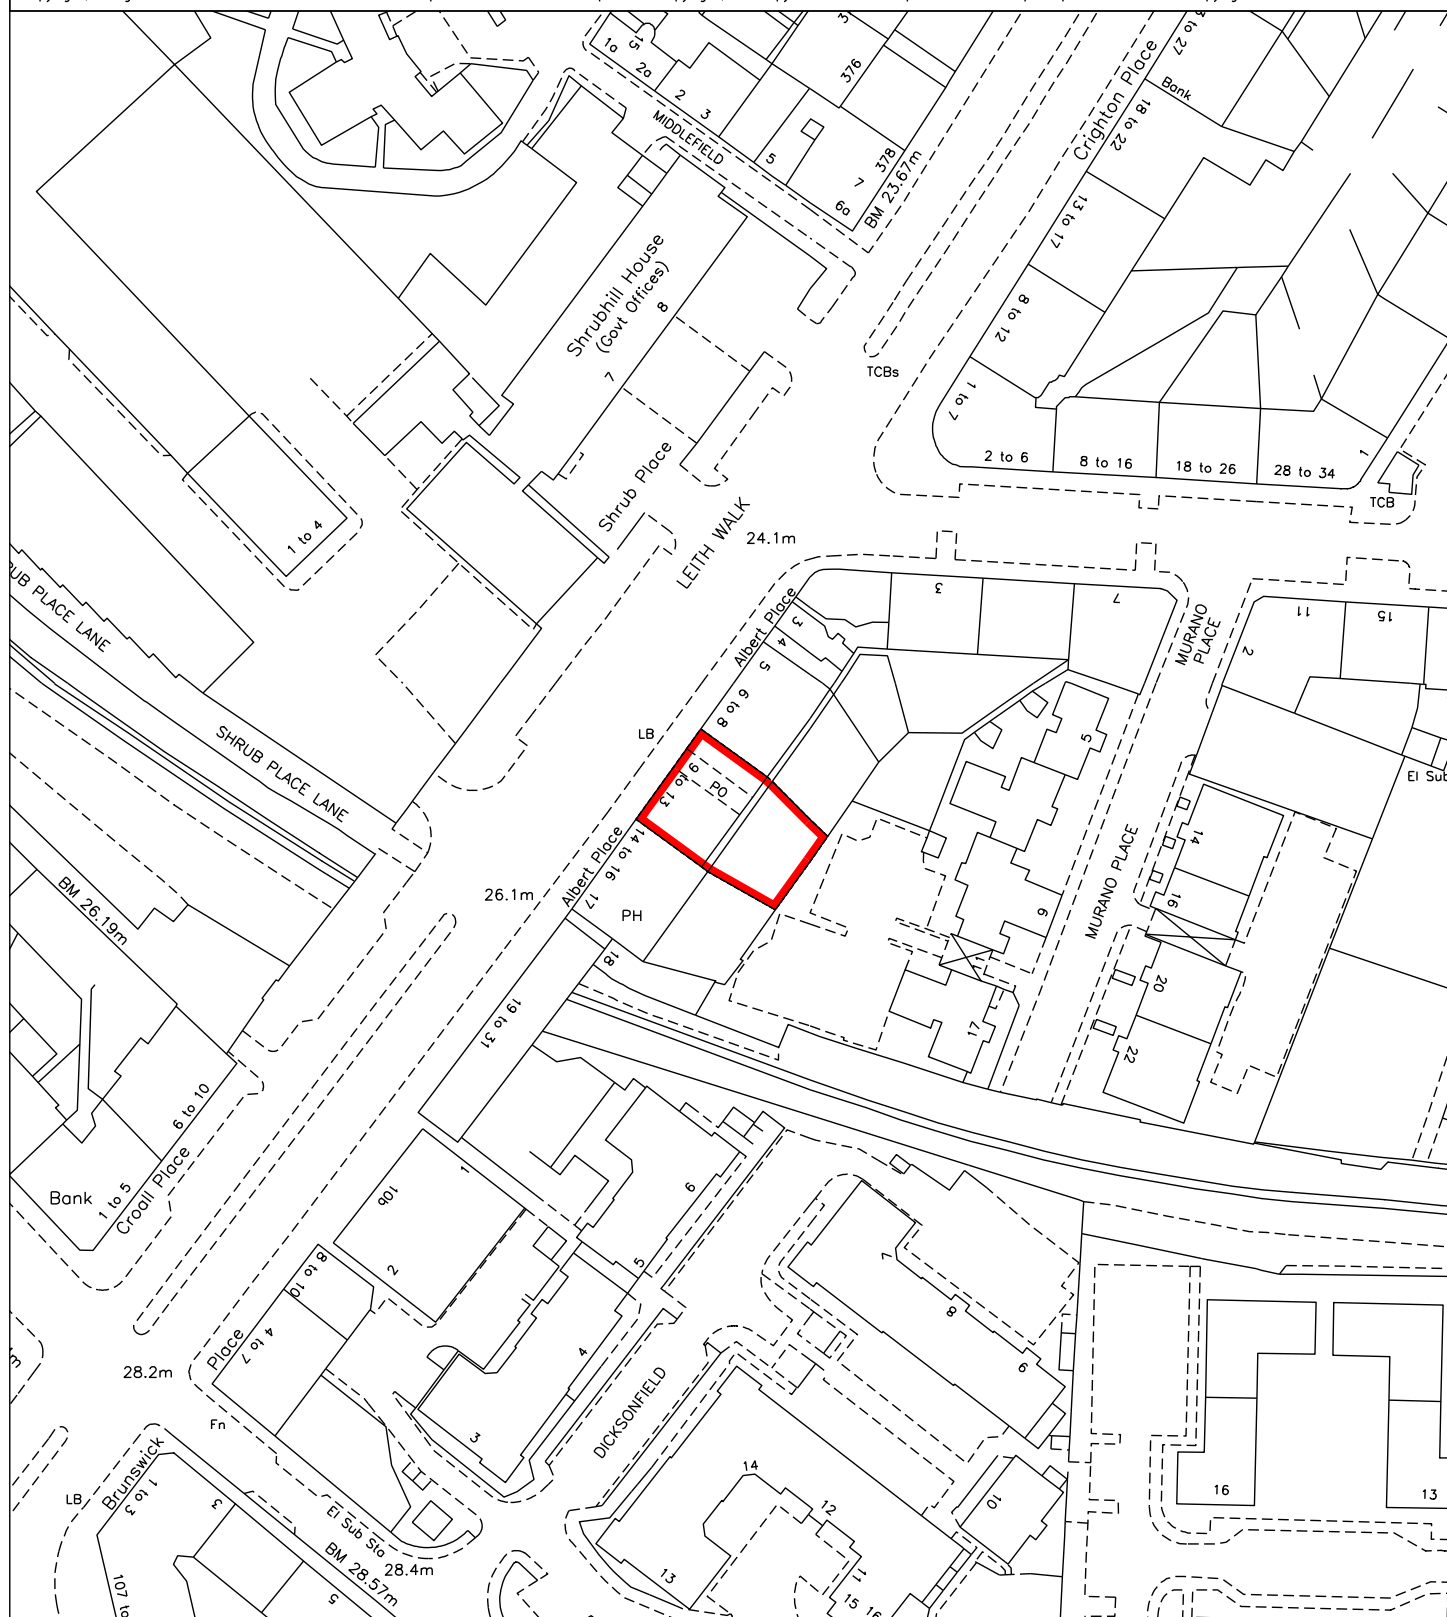 1a
15
2a
2
3
MIDDLEFIELD
5
376
378
7
6a
BM 23.67m
Crighton Place
to 27
Bank
18 to 22
13 to 17
8 to 12
1 to 7
TCBs
2 to 6
8 to 16
18 to 26
28 to 34
1
TCB
Shrubhill House
(Govt Offices)
8
7
Shrub Place
LEITH WALK
24.1m
1 to 4
PLACE LANE
SHRUB PLACE LANE
Albert Place
3
4
5
6 to 8
LB
9 to 13
PO
14 to 16
Albert Place
17
PH
18
26.1m
19 to 31
3
7
MURANO
PLACE
11
15
2
El Sub
5
6
MURANO PLACE
14
16
20
22
17
BM 26.19m
6 to 10
Bank
1 to 5
Croall Place
1
10b
2
8 to 10
4 to 7
Place
28.2m
Fn
6
5
4
3
DICKSONFIELD
7
8
9
10
14
12
11
13
15 16
16
13
LB
Brunswick
1 to 3
3
El Sub Sta
28.4m
BM 28.57m
5
107 to